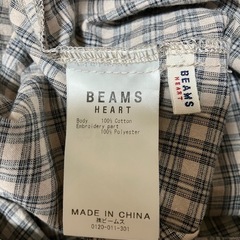 BEAMS
HEART
Body 100% Cotton
Embroidery part
100% Polyester
MADE IN CHINA
㈱ビームス
0120-011-301
BEAMS
HEART